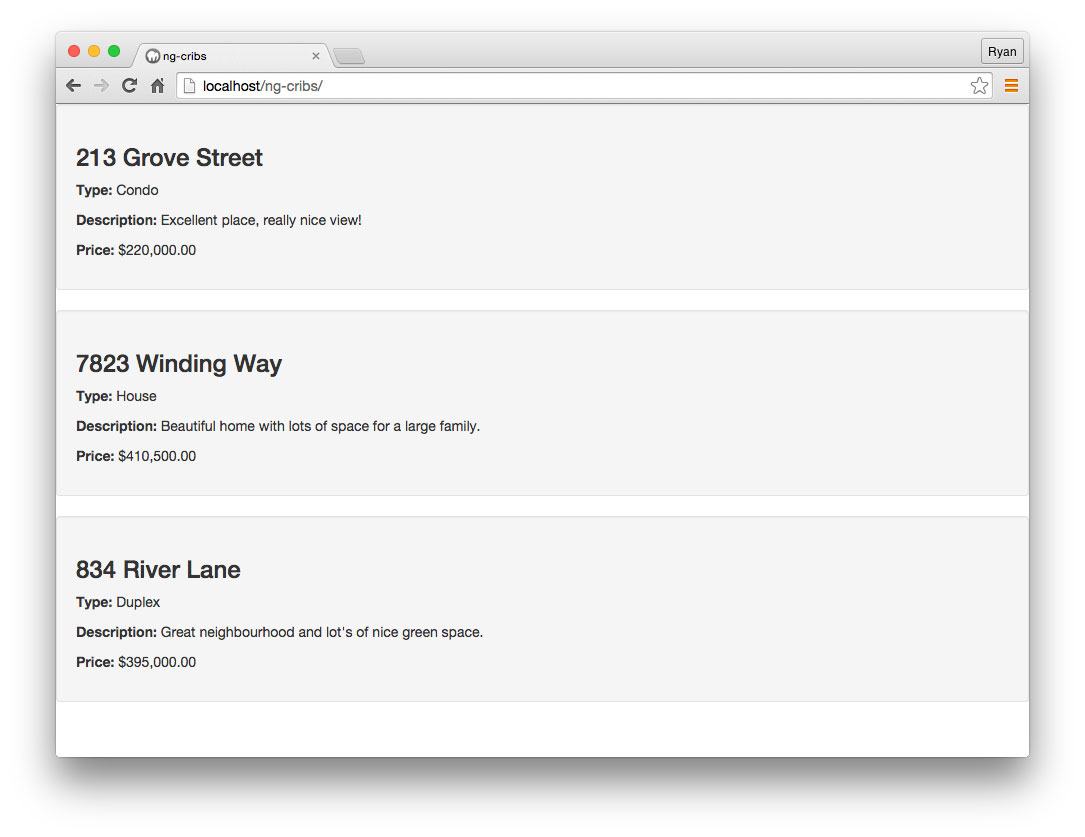 ng-cribs
Ryan
localhost/ng-cribs/
213 Grove Street
Type: Condo
Description: Excellent place, really nice view!
Price: $220,000.00
7823 Winding Way
Type: House
Description: Beautiful home with lots of space for a large family.
Price: $410,500.00
834 River Lane
Type: Duplex
Description: Great neighbourhood and lot's of nice green space.
Price: $395,000.00